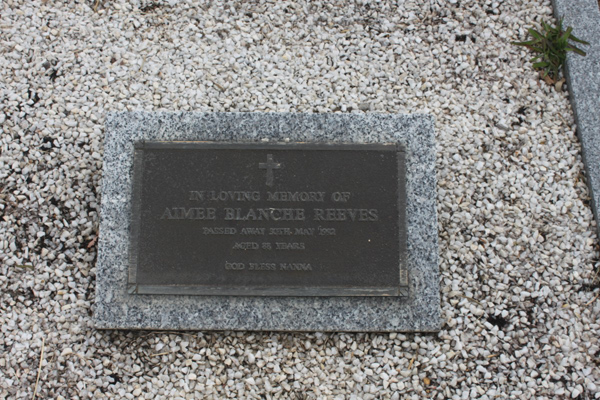 IN LOVING MEMORY OF
AIMEE BLANCHE REEVES
PASSED AWAY MAY
AGED YEARS
GOD BLESS NANNA